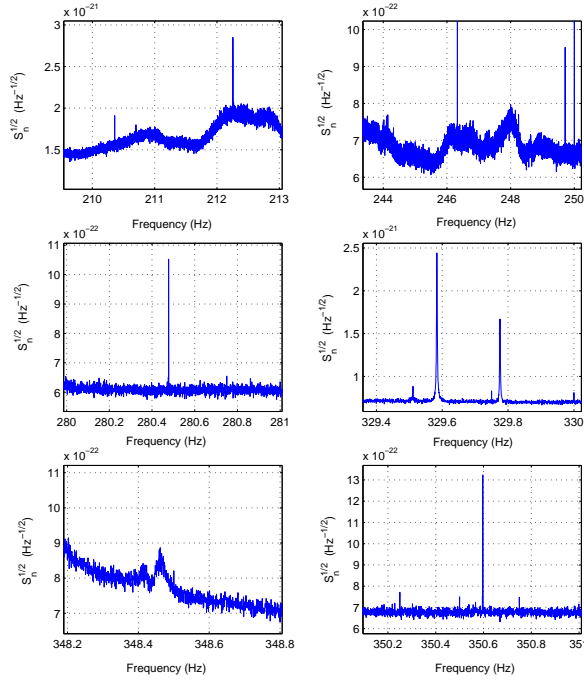 x 10^-21
3
2.5
2
1.5
S_n^1/2 (Hz^-1/2)
210 211 212 213
Frequency (Hz)
x 10^-22
10
9
8
7
6
S_n^1/2 (Hz^-1/2)
244 246 248 250
Frequency (Hz)
x 10^-22
11
10
9
8
7
6
S_n^1/2 (Hz^-1/2)
280 280.2 280.4 280.6 280.8 281
Frequency (Hz)
x 10^-21
2.5
2
1.5
1
S_n^1/2 (Hz^-1/2)
329.4 329.6 329.8 330
Frequency (Hz)
x 10^-22
11
10
9
8
7
S_n^1/2 (Hz^-1/2)
348.2 348.4 348.6 348.8
Frequency (Hz)
x 10^-22
13
12
11
10
9
8
7
6
S_n^1/2 (Hz^-1/2)
350.2 350.4 350.6 350.8 351
Frequency (Hz)